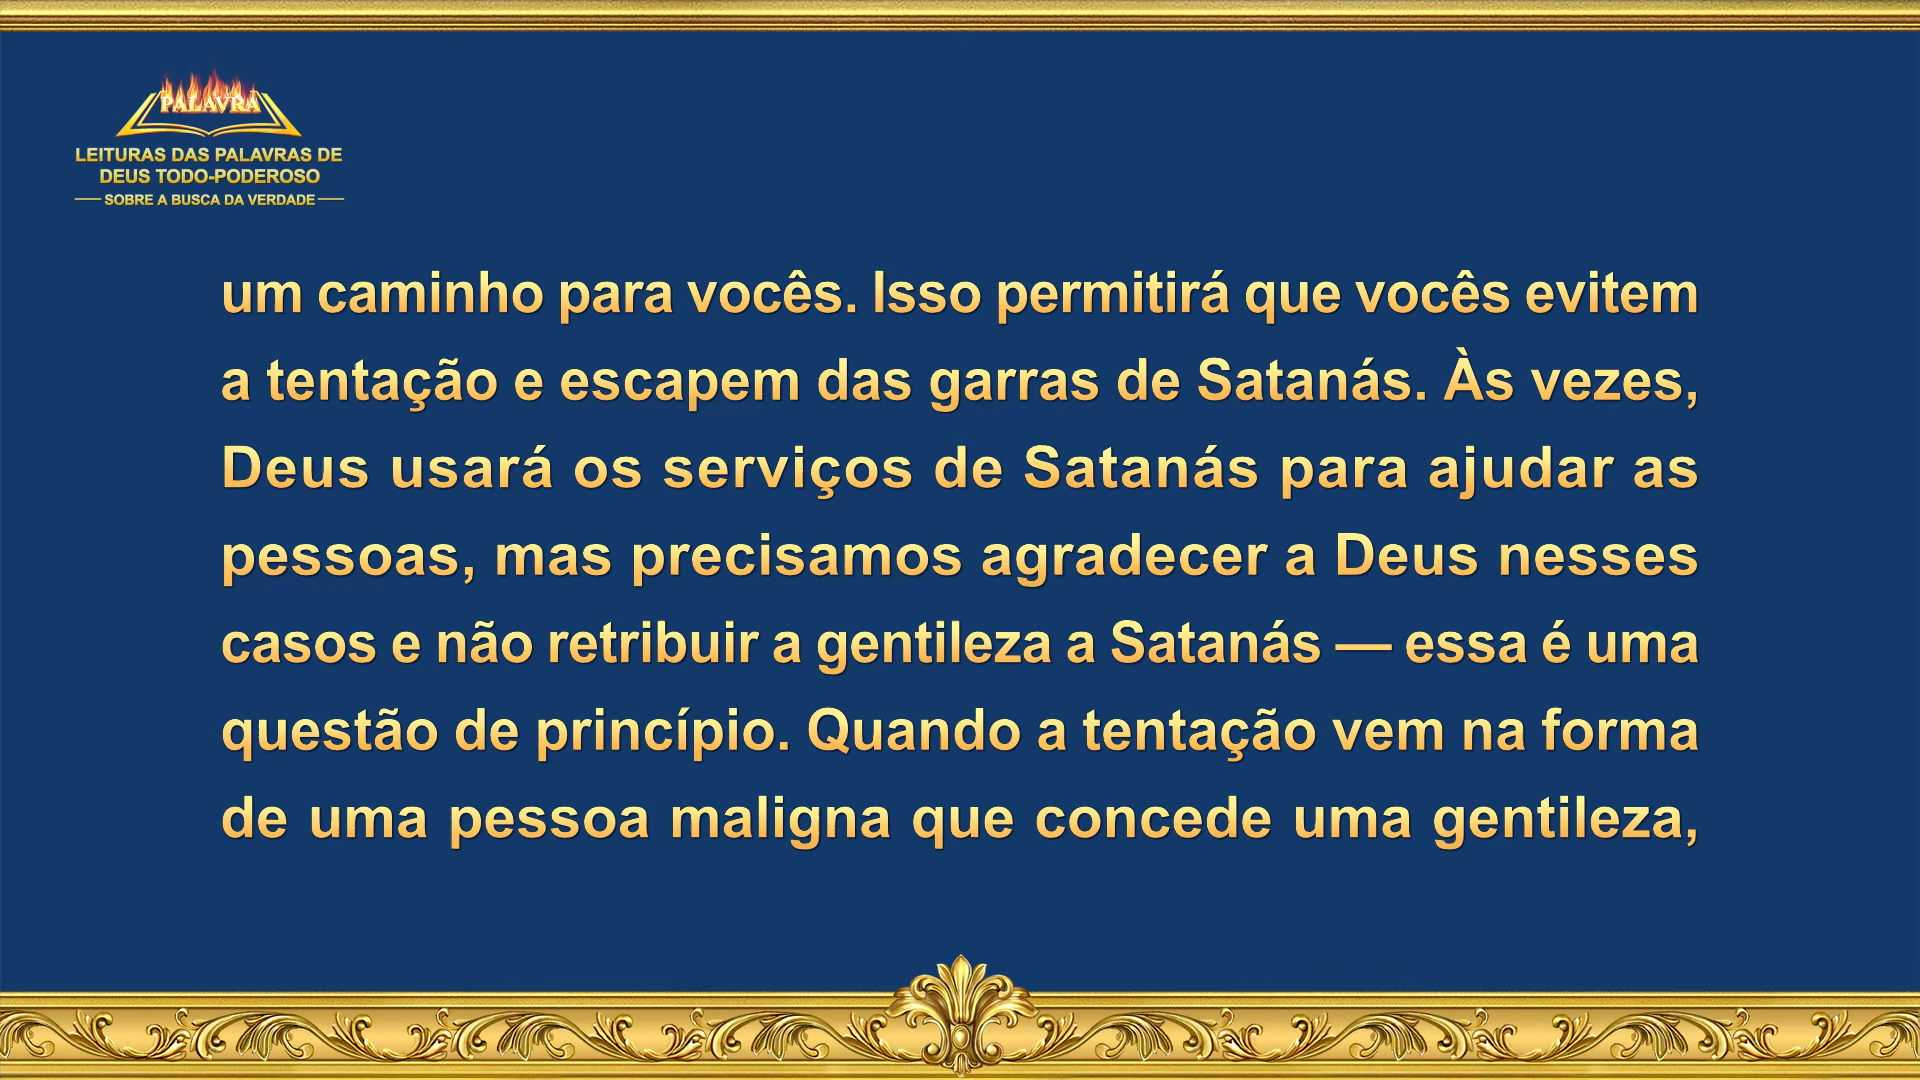 PALAVRA
LEITURAS DAS PALAVRAS DE
DEUS TODO-PODEROSO
SOBRE A BUSCA DA VERDADE
um caminho para vocês. Isso permitirá que vocês evitem
a tentação e escapem das garras de Satanás. Às vezes,
Deus usará os serviços de Satanás para ajudar as
pessoas, mas precisamos agradecer a Deus nesses
casos e não retribuir a gentileza a Satanás — essa é uma
questão de princípio. Quando a tentação vem na forma
de uma pessoa maligna que concede uma gentileza,